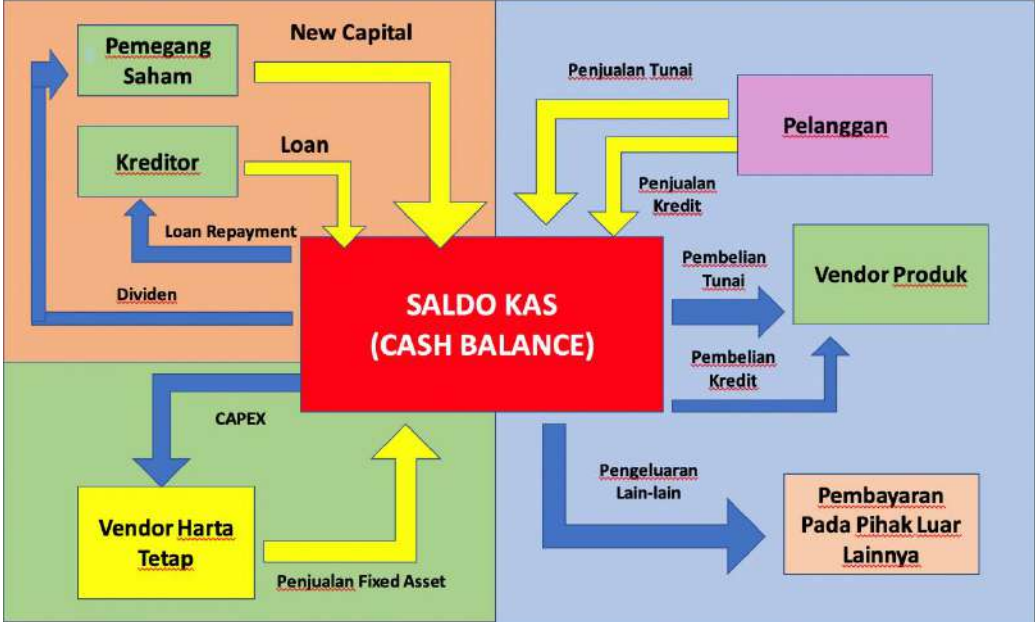 New Capital
Pemegang
Saham
Penjualan Tunai
Pelanggan
Loan
Kreditor
Penjualan
Kredit
Loan Repayment
Pembelian
Tunai
Vendor Produk
Dividen
SALDO KAS
(CASH BALANCE)
Pembelian
Kredit
CAPEX
Pengeluaran
Lain-lain
Pembayaran
Pada Pihak Luar
Lainnya
Vendor Harta
Tetap
Penjualan Fixed Asset